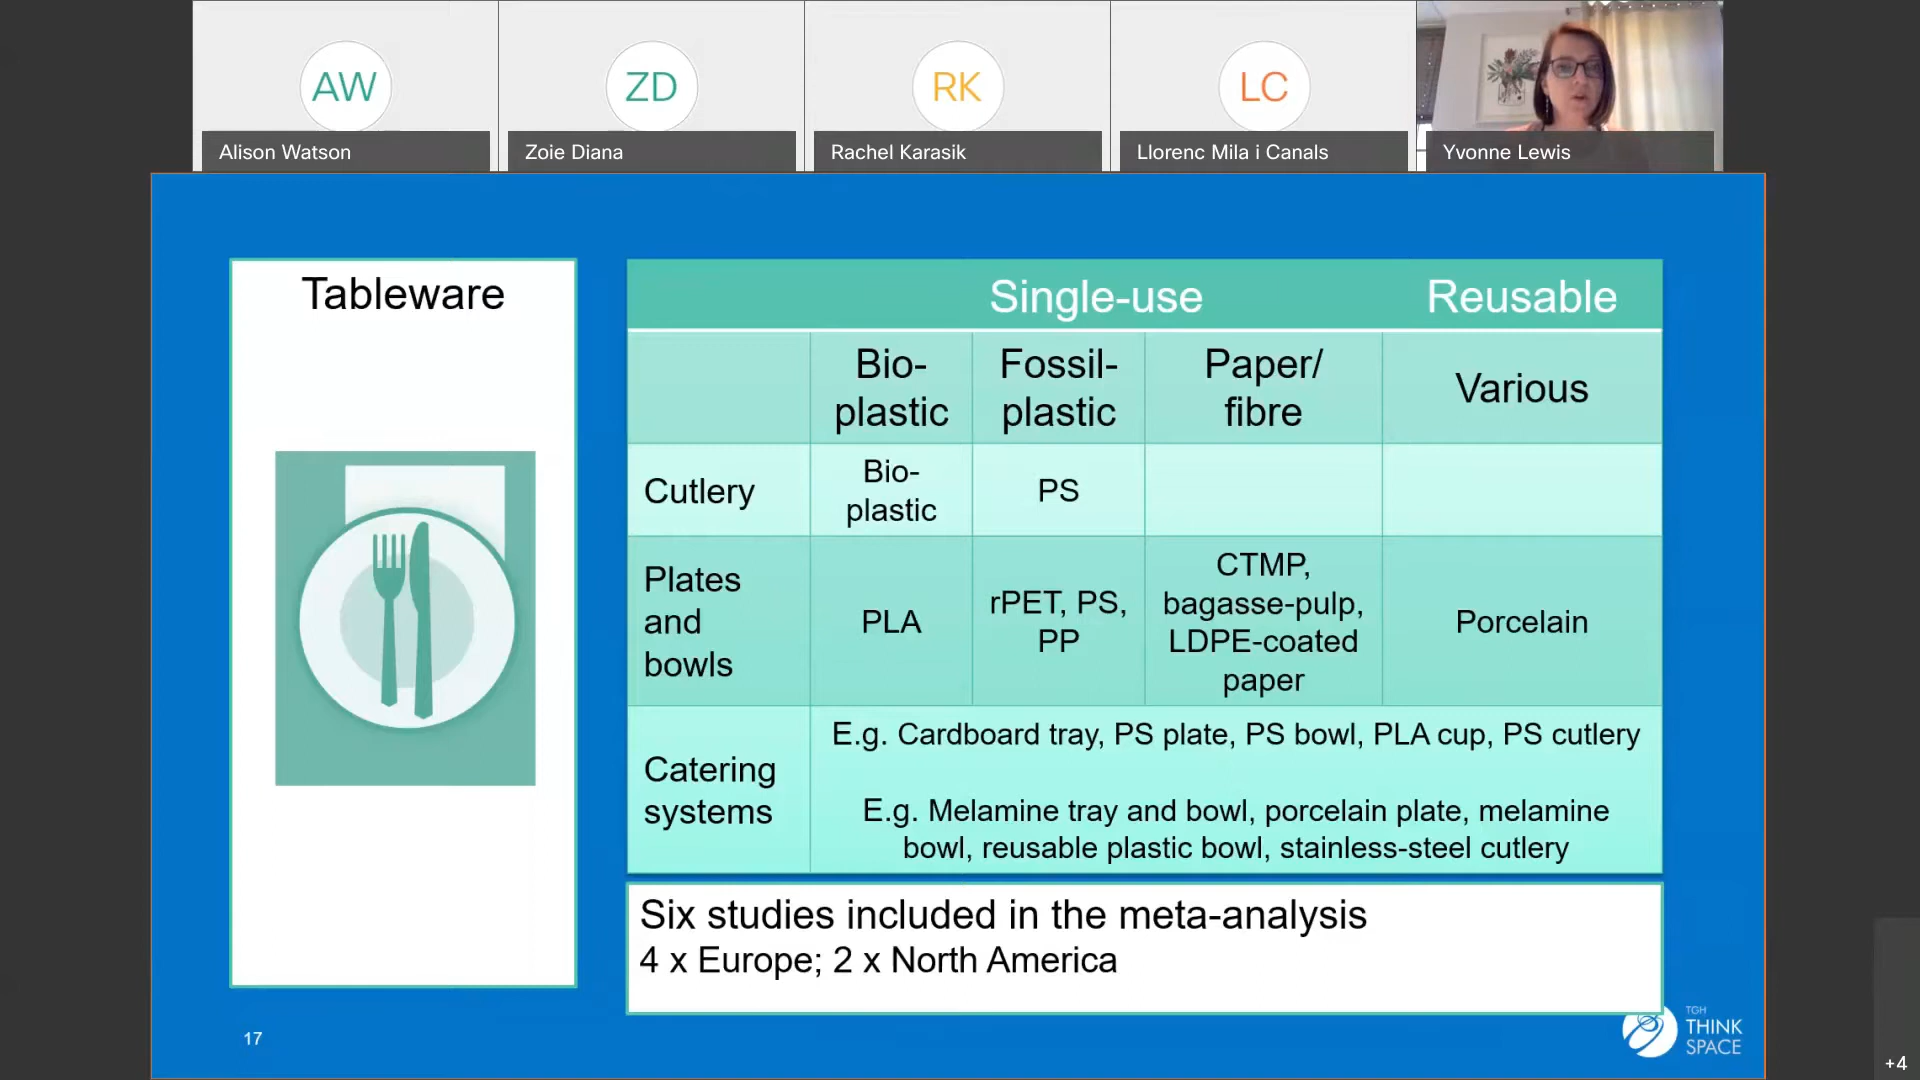 AW
ZD
RK
LC
Alison Watson
Zoie Diana
Rachel Karasik
Llorenc Mila i Canals
Yvonne Lewis
Tableware
Single-use
Reusable
Bio-
plastic
Fossil-
plastic
Paper/
fibre
Various
Cutlery
Bio-
plastic
PS
Plates
and
bowls
PLA
rPET, PS,
PP
CTMP,
bagasse-pulp,
LDPE-coated
paper
Porcelain
Catering
systems
E.g. Cardboard tray, PS plate, PS bowl, PLA cup, PS cutlery
E.g. Melamine tray and bowl, porcelain plate, melamine
bowl, reusable plastic bowl, stainless-steel cutlery
Six studies included in the meta-analysis
4 x Europe; 2 x North America
17
TGH
THINK
SPACE
+4